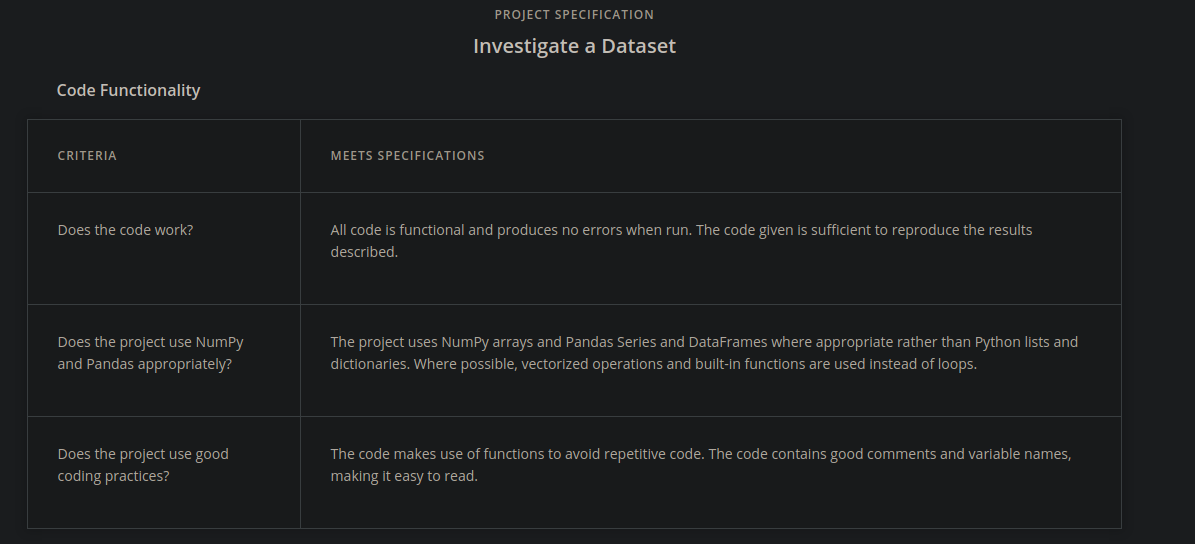 PROJECT SPECIFICATION
Investigate a Dataset
Code Functionality
CRITERIA
MEETS SPECIFICATIONS
Does the code work?
All code is functional and produces no errors when run. The code given is sufficient to reproduce the results
described.
Does the project use NumPy
and Pandas appropriately?
The project uses NumPy arrays and Pandas Series and DataFrames where appropriate rather than Python lists and
dictionaries. Where possible, vectorized operations and built-in functions are used instead of loops.
Does the project use good
coding practices?
The code makes use of functions to avoid repetitive code. The code contains good comments and variable names,
making it easy to read.